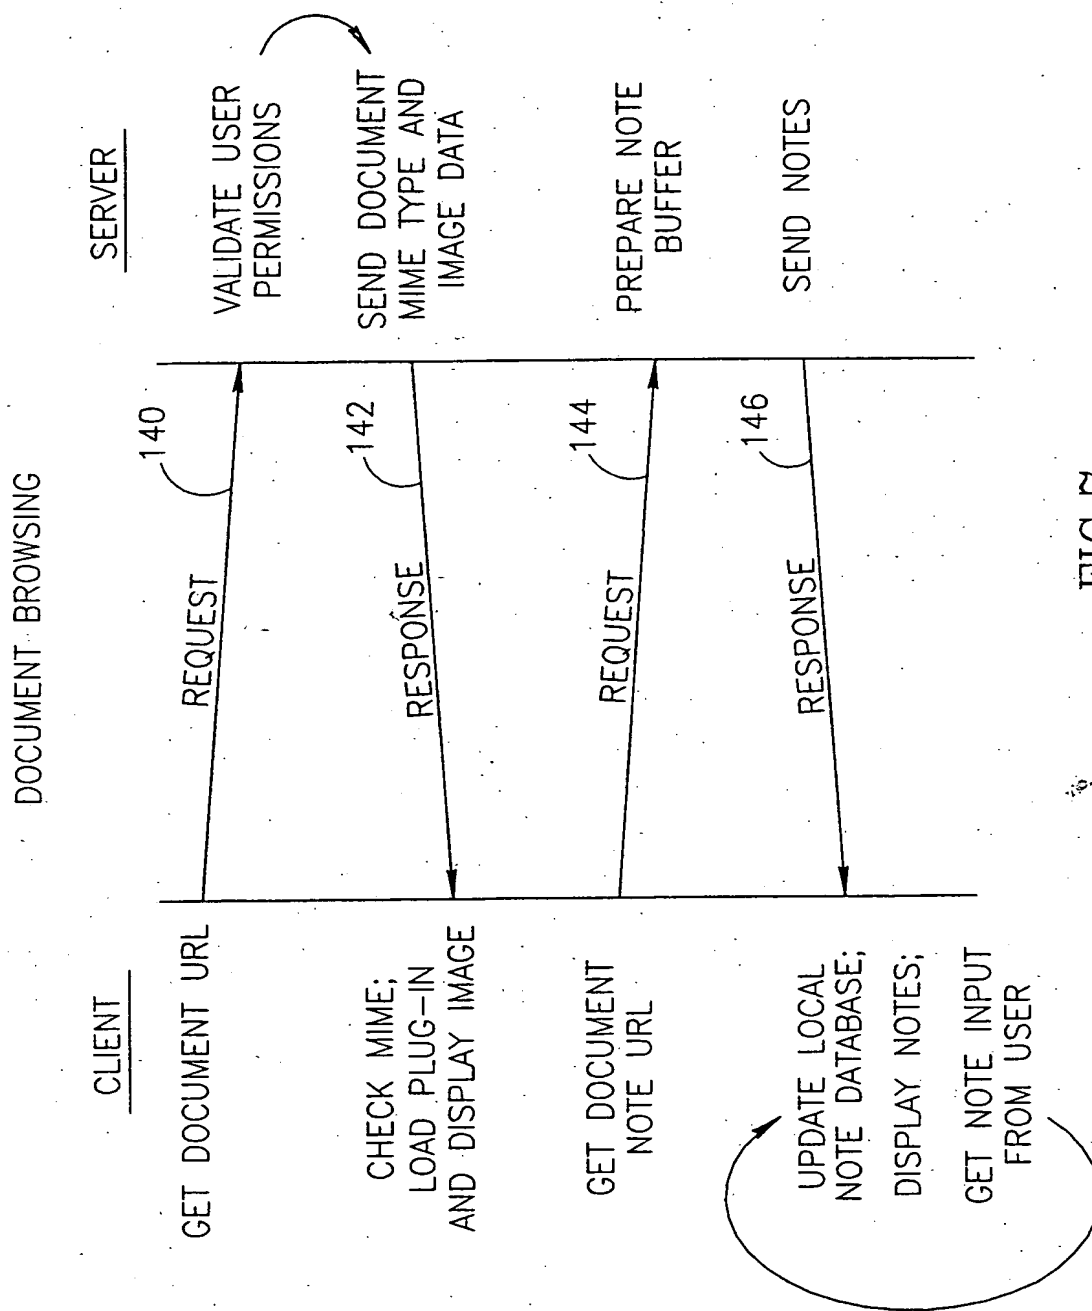 DOCUMENT BROWSING
CLIENT
SERVER
GET DOCUMENT URL
REQUEST
140
VALIDATE USER
PERMISSIONS
CHECK MIME;
LOAD PLUG-IN
AND DISPLAY IMAGE
RESPONSE
142
SEND DOCUMENT
MIME TYPE AND
IMAGE DATA
GET DOCUMENT
NOTE URL
REQUEST
144
PREPARE NOTE
BUFFER
UPDATE LOCAL
NOTE DATABASE;
DISPLAY NOTES;
GET NOTE INPUT
FROM USER
RESPONSE
146
SEND NOTES